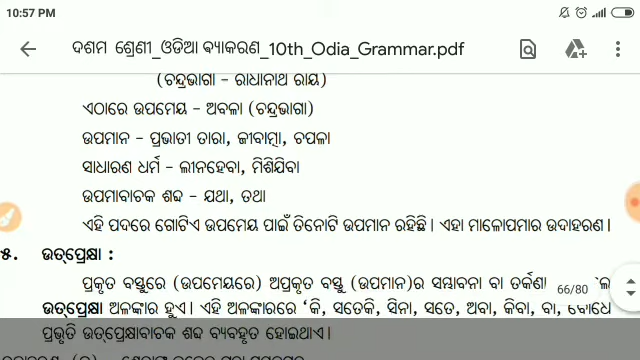 10:57 PM
ଦଶମ ଶ୍ରେଣୀ_ଓଡିଆ ବ୍ୟାକରଣ_10th_Odia_Grammar.pdf
(ଚନ୍ଦ୍ରଭାଗା - ରାଧାନାଥ ରାୟ)
ଏଠାରେ ଉପମେୟ - ଅବଳା (ଚନ୍ଦ୍ରଭାଗା)
ଉପମାନ - ପ୍ରଭାତୀ ତାରା, ଜୀବାତ୍ମା, ଚପଳା
ସାଧାରଣ ଧର୍ମ - ଲୀନହେବା, ମିଶିଯିବା
ଉପମାବାଚକ ଶବ୍ଦ - ଯଥା, ତଥା
ଏହି ପଦରେ ଗୋଟିଏ ଉପମେୟ ପାଇଁ ତିନୋଟି ଉପମାନ ରହିଛି। ଏହା ମାଳୋପମାର ଉଦାହରଣ।
୫. ଉତ୍‌ପ୍ରେକ୍ଷା :
ପ୍ରକୃତ ବସ୍ତୁରେ (ଉପମେୟରେ) ଅପ୍ରକୃତ ବସ୍ତୁ (ଉପମାନ)ର ସମ୍ଭାବନା ବା ତର୍କଣା
66/80
ଉତ୍‌ପ୍ରେକ୍ଷା ଅଳଙ୍କାର ହୁଏ। ଏହି ଅଳଙ୍କାରରେ 'କି, ସତେକି, ସିନା, ସତେ, ଅବା, କିବା, ବା, ବୋଧେ
ପ୍ରଭୃତି ଉତ୍‌ପ୍ରେକ୍ଷାବାଚକ ଶବ୍ଦ ବ୍ୟବହୃତ ହୋଇଥାଏ।